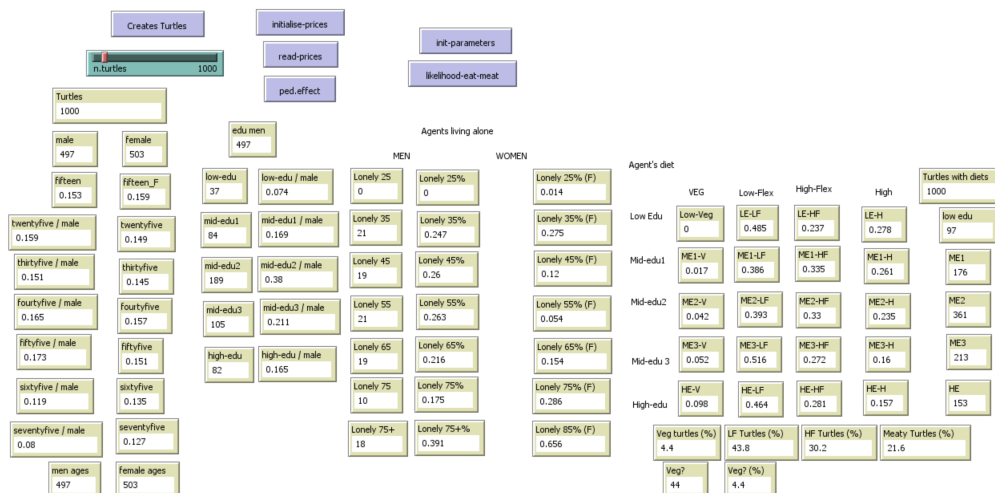 Creates Turtles
initialise-prices
read-prices
ped.effect
init-parameters
likelihood-eat-meat
n.turtles 1000
Turtles
1000
male
497
female
503
edu men
497
Agents living alone
MEN
WOMEN
Agent's diet
fifteen
0.153
fifteen_F
0.159
twentyfive / male
0.159
twentyfive
0.149
thirtyfive / male
0.151
thirtyfive
0.145
fourtyfive / male
0.165
fourtyfive
0.157
fiftyfive / male
0.173
fiftyfive
0.151
sixtyfive / male
0.119
sixtyfive
0.135
seventyfive / male
0.08
seventyfive
0.127
men ages
497
female ages
503
low-edu
37
low-edu / male
0.074
mid-edu1
84
mid-edu1 / male
0.169
mid-edu2
189
mid-edu2 / male
0.38
mid-edu3
105
mid-edu3 / male
0.211
high-edu
82
high-edu / male
0.165
Lonely 25
0
Lonely 25%
0
Lonely 25% (F)
0.014
Lonely 35
21
Lonely 35%
0.247
Lonely 35% (F)
0.275
Lonely 45
19
Lonely 45%
0.26
Lonely 45% (F)
0.12
Lonely 55
21
Lonely 55%
0.263
Lonely 55% (F)
0.054
Lonely 65
19
Lonely 65%
0.216
Lonely 65% (F)
0.154
Lonely 75
10
Lonely 75%
0.175
Lonely 75% (F)
0.286
Lonely 75+
18
Lonely 75+%
0.391
Lonely 85% (F)
0.656
VEG
Low-Flex
High-Flex
High
Turtles with diets
1000
Low Edu
Low-Veg
0
LE-LF
0.485
LE-HF
0.237
LE-H
0.278
low edu
97
Mid-edu1
ME1-V
0.017
ME1-LF
0.386
ME1-HF
0.335
ME1-H
0.261
ME1
176
Mid-edu2
ME2-V
0.042
ME2-LF
0.393
ME2-HF
0.33
ME2-H
0.235
ME2
361
Mid-edu 3
ME3-V
0.052
ME3-LF
0.516
ME3-HF
0.272
ME3-H
0.16
ME3
213
High-edu
HE-V
0.098
HE-LF
0.464
HE-HF
0.281
HE-H
0.157
HE
153
Veg turtles (%)
4.4
LF Turtles (%)
43.8
HF Turtles (%)
30.2
Meaty Turtles (%)
21.6
Veg?
44
Veg? (%)
4.4